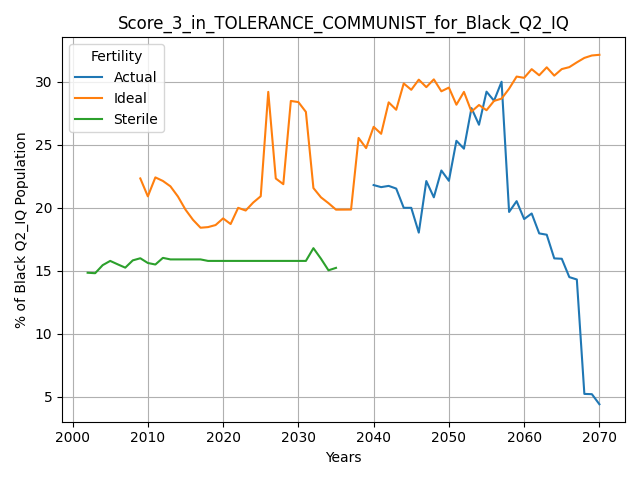 Score_3_in_TOLERANCE_COMMUNIST_for_Black_Q2_IQ
Fertility
Actual
Ideal
Sterile
% of Black Q2_IQ Population
30
25
20
15
10
5
2000 2010 2020 2030 2040 2050 2060 2070
Years